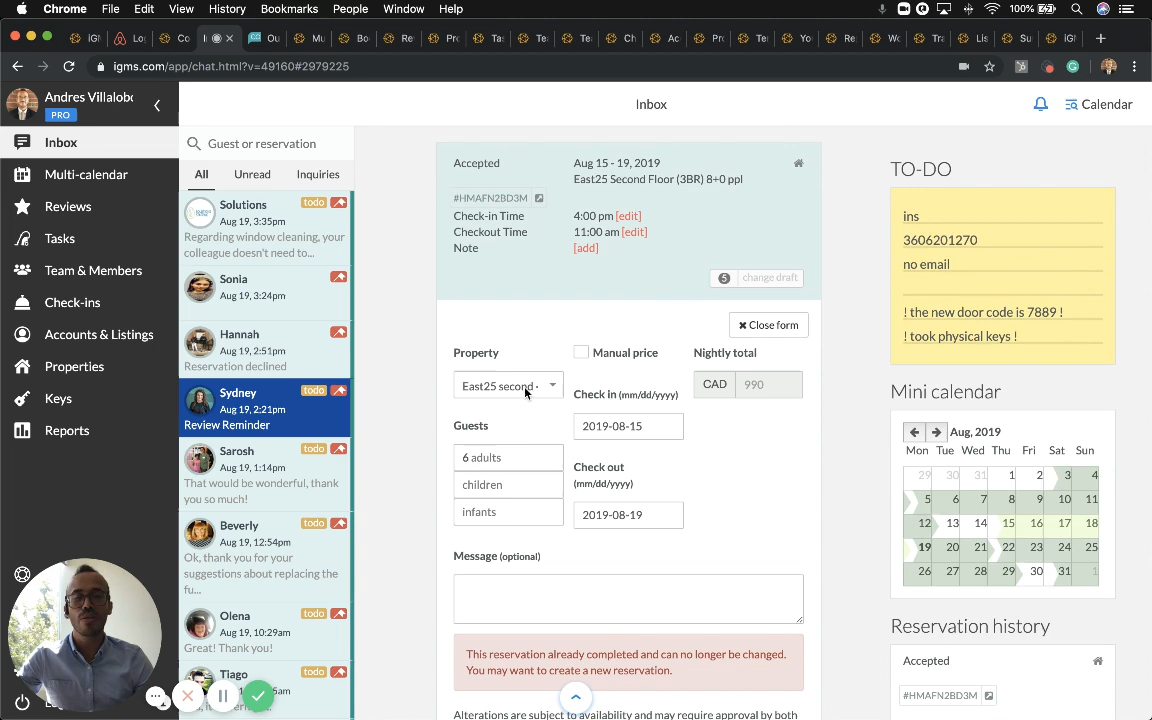 Chrome File Edit View History Bookmarks People Window Help 100%
igms.com/app/chat.html?v=49160#2979225
Andres Villalobo
PRO
Inbox
Multi-calendar
Reviews
Tasks
Team & Members
Check-ins
Accounts & Listings
Properties
Keys
Reports
Inbox
Calendar
Guest or reservation
All Unread Inquiries
Solutions todo
Aug 19, 3:35pm
Regarding window cleaning, your
colleague doesn't need to...
Sonia
Aug 19, 3:24pm
Hannah
Aug 19, 2:51pm
Reservation declined
Sydney todo
Aug 19, 2:21pm
Review Reminder
Sarosh todo
Aug 19, 1:14pm
That would be wonderful, thank
you so much!
Beverly todo
Aug 19, 12:54pm
Ok, thank you for your
suggestions about replacing the
fu...
Olena todo
Aug 19, 10:29am
Great! Thank you!
Tiago todo
Accepted Aug 15 - 19, 2019
East25 Second Floor (3BR) 8+0 ppl
#HMAFN2BD3M
Check-in Time 4:00 pm [edit]
Checkout Time 11:00 am [edit]
Note [add]
5 change draft
✖ Close form
Property Manual price Nightly total
East25 second CAD 990
Check in (mm/dd/yyyy)
Guests 2019-08-15
6 adults
Check out
(mm/dd/yyyy)
children
infants 2019-08-19
Message (optional)
This reservation already completed and can no longer be changed.
You may want to create a new reservation.
Alterations are subject to availability and may require approval by both
TO-DO
ins
3606201270
no email
! the new door code is 7889 !
! took physical keys !
Mini calendar
Aug, 2019
Mon Tue Wed Thu Fri Sat Sun
29 30 31 1 2 3 4
5 6 7 8 9 10 11
12 13 14 15 16 17 18
19 20 21 22 23 24 25
26 27 28 29 30 31 1
Reservation history
Accepted
#HMAFN2BD3M